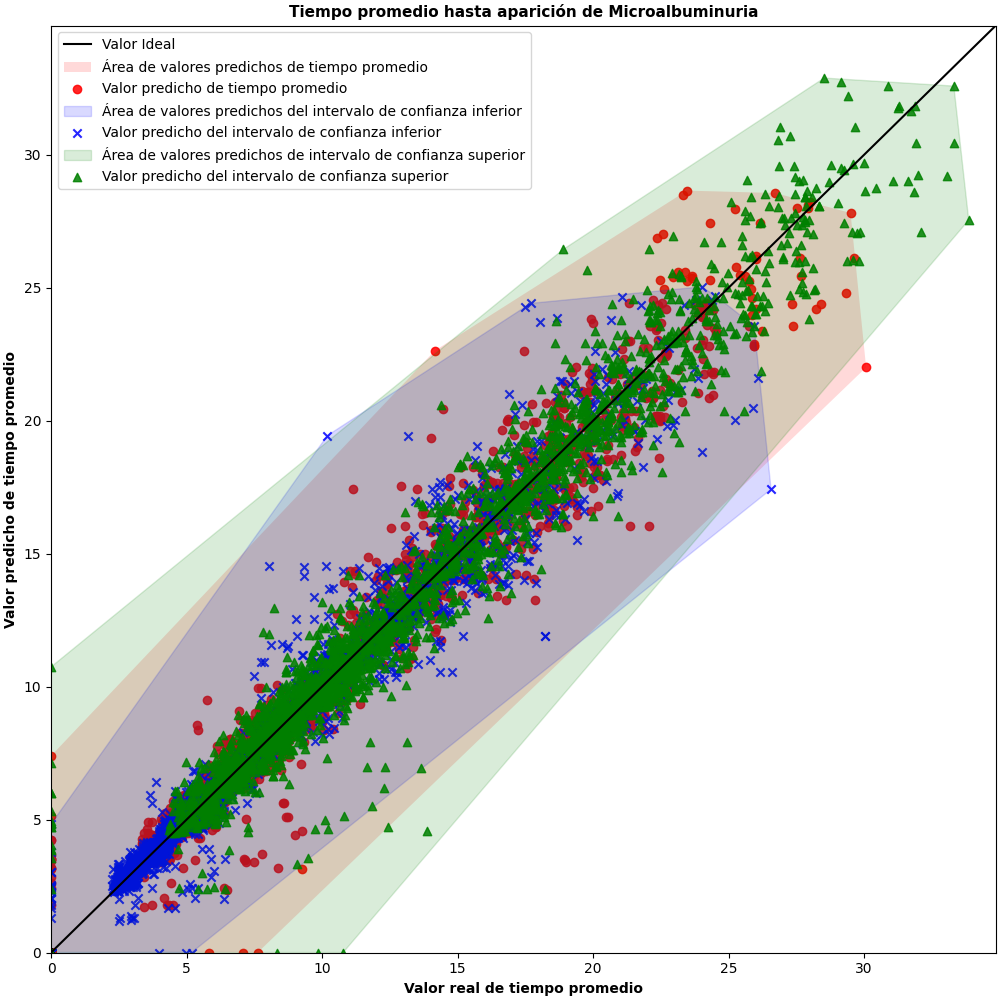 Tiempo promedio hasta aparición de Microalbuminuria
Valor Ideal
Área de valores predichos de tiempo promedio
Valor predicho de tiempo promedio
Área de valores predichos del intervalo de confianza inferior
Valor predicho del intervalo de confianza inferior
Área de valores predichos de intervalo de confianza superior
Valor predicho del intervalo de confianza superior
Valor predicho de tiempo promedio
30
25
20
15
10
5
0
0 5 10 15 20 25 30
Valor real de tiempo promedio